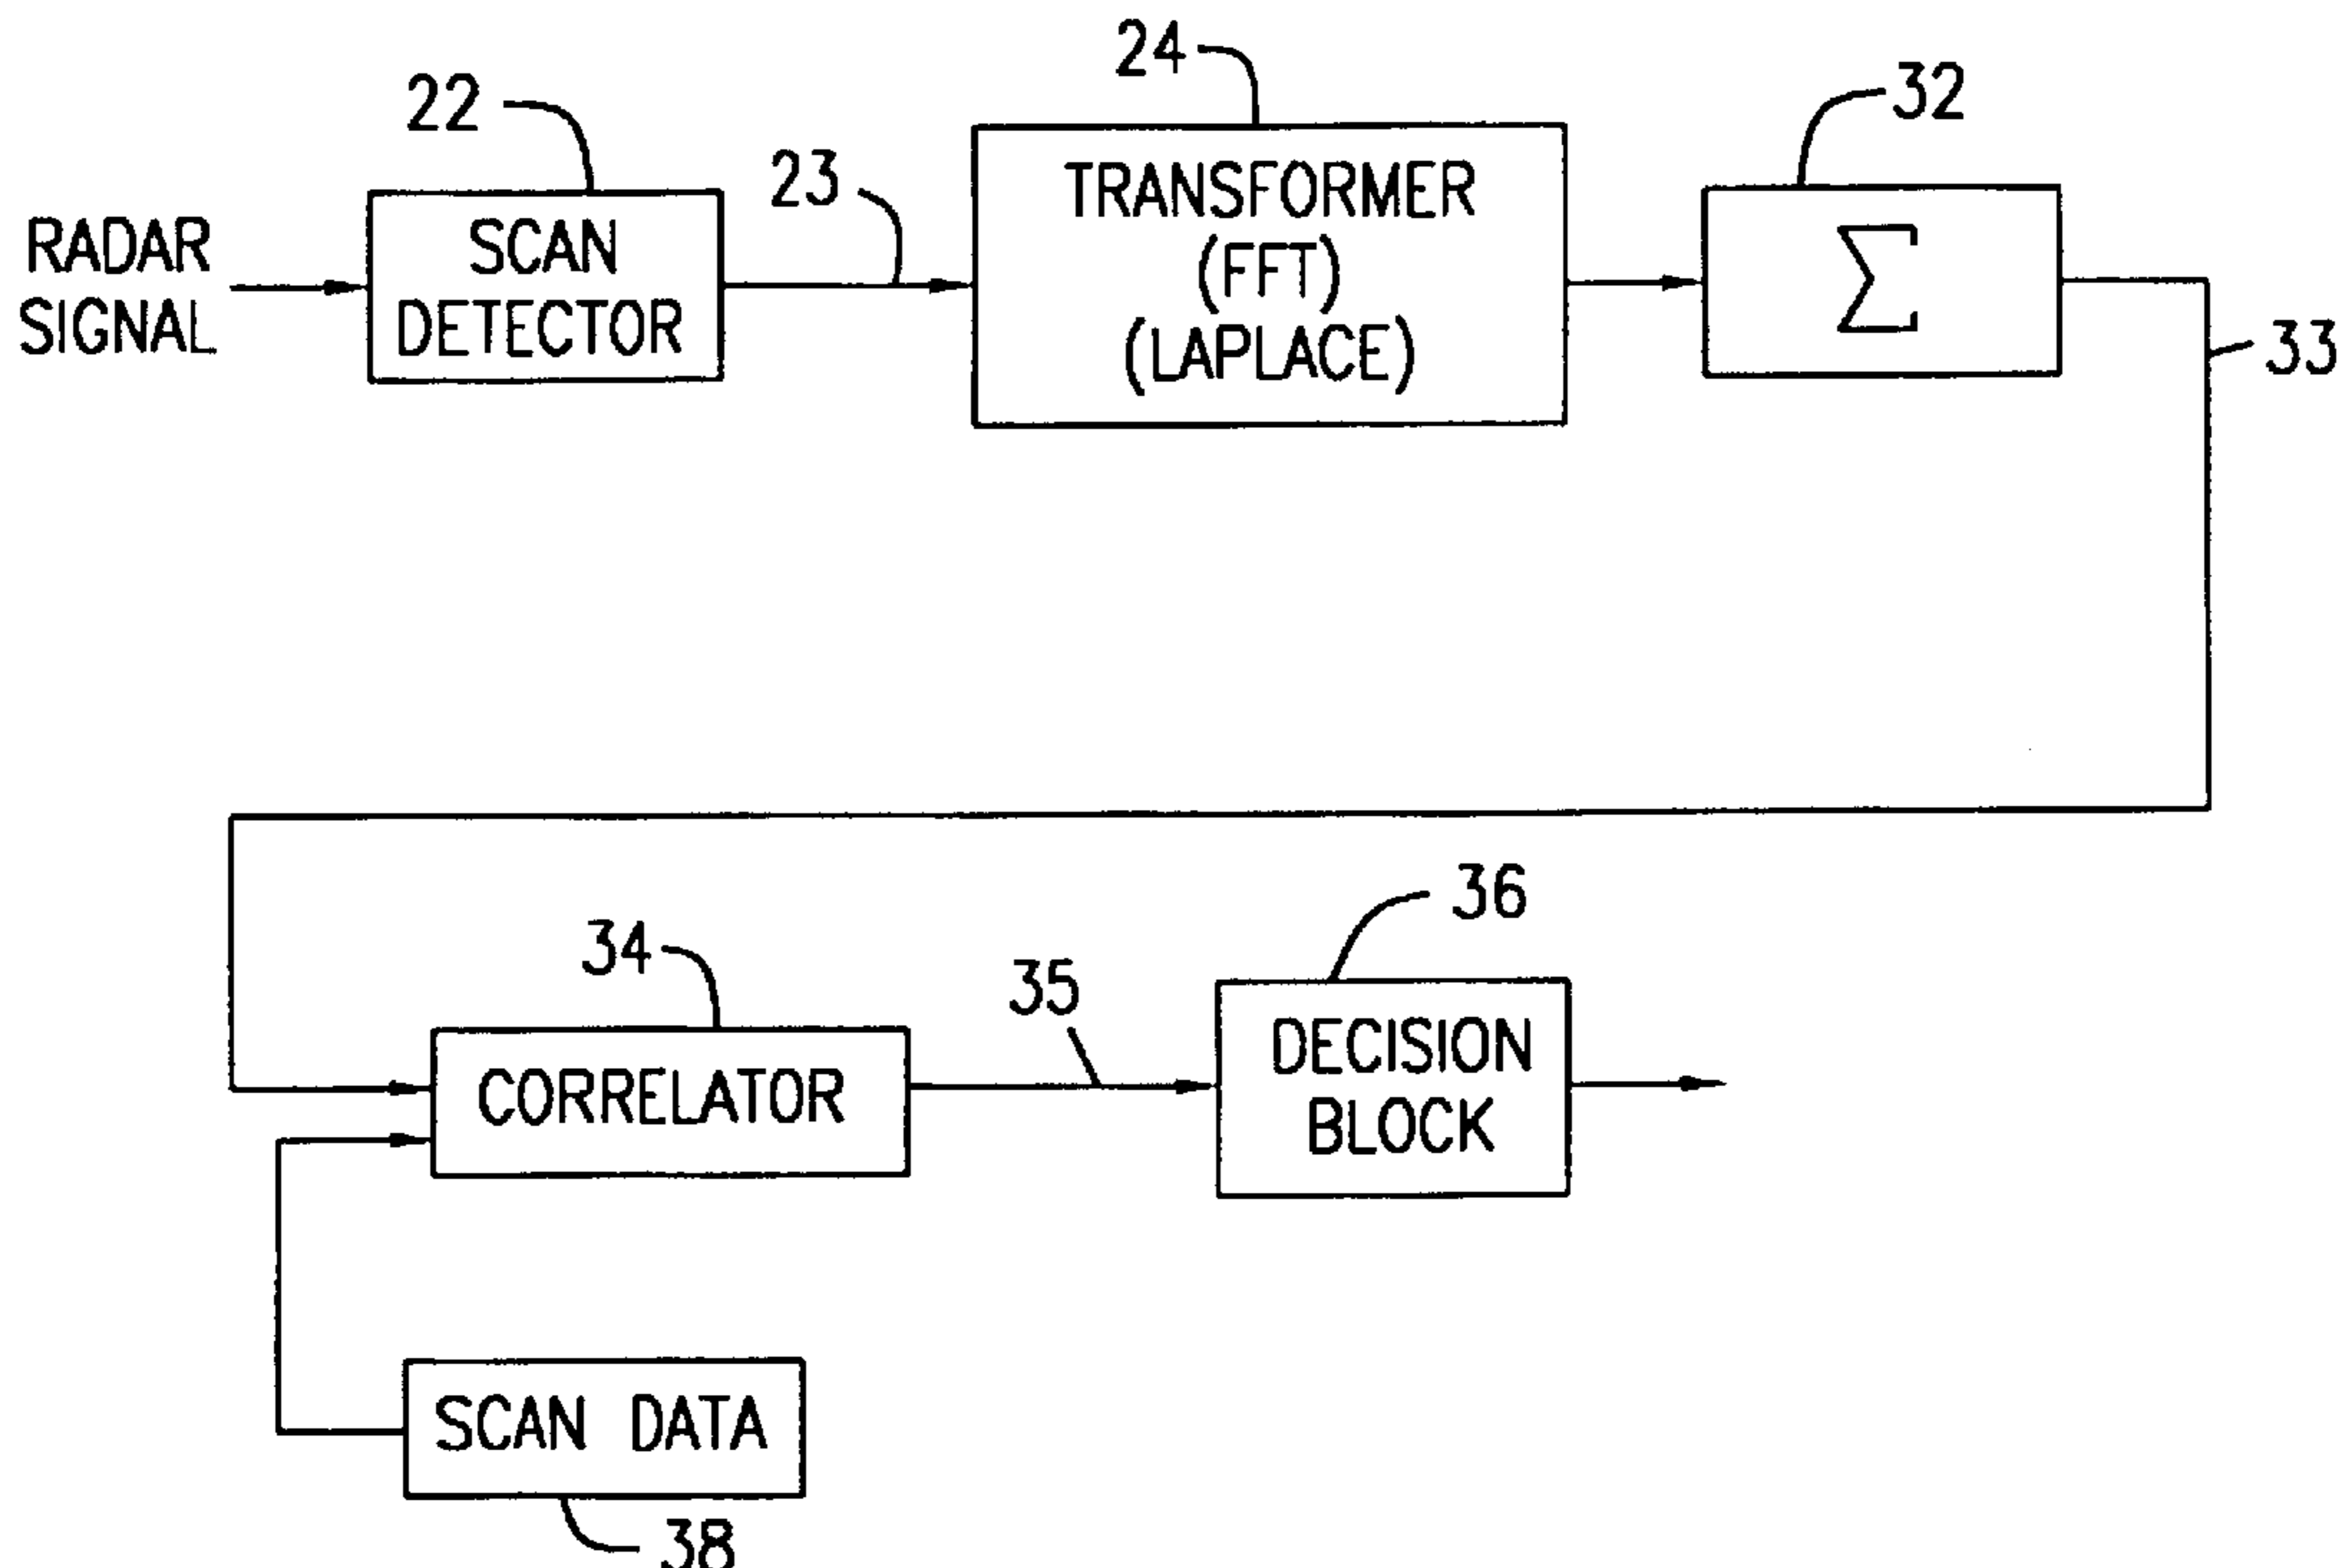 24
32
22
23
RADAR
SIGNAL
SCAN
DETECTOR
TRANSFORMER
(FFT)
(LAPLACE)
Σ
33
36
34
35
CORRELATOR
DECISION
BLOCK
SCAN DATA
38